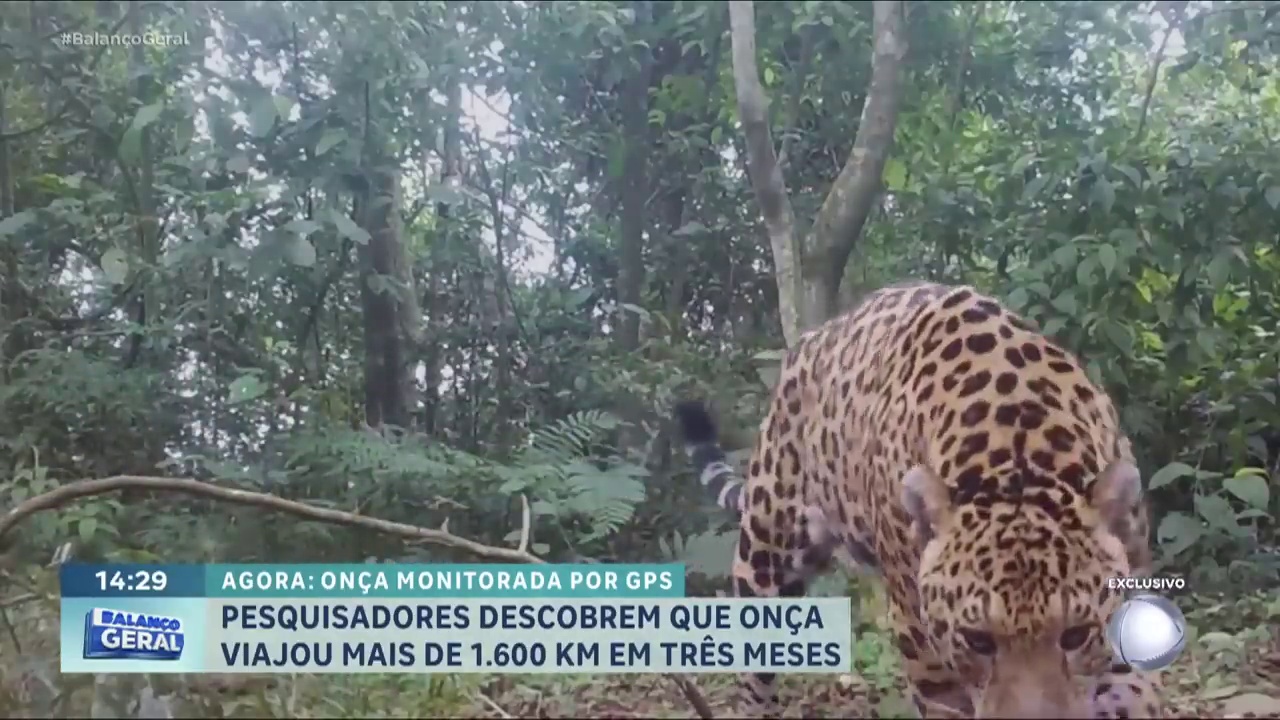 #BalançoGeral
14:29
AGORA: ONÇA MONITORADA POR GPS
BALANÇO
GERAL
PESQUISADORES DESCOBREM QUE ONÇA
VIAJOU MAIS DE 1.600 KM EM TRÊS MESES
EXCLUSIVO